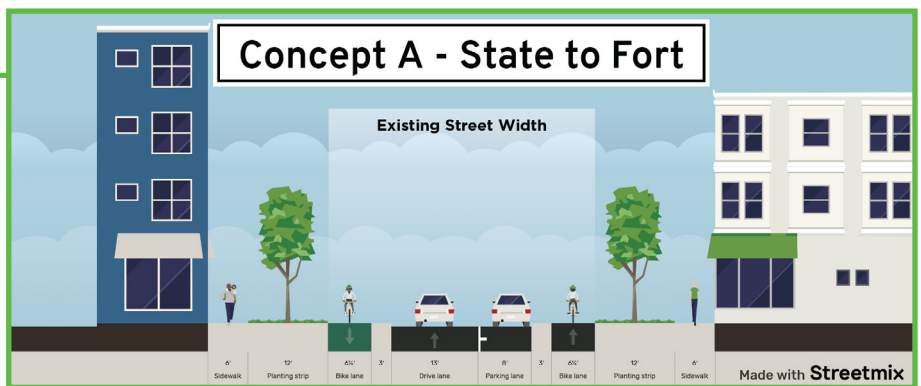 Concept A - State to Fort
Existing Street Width
6' 12' 6½' 3' 13' 8' 3' 6½' 12' 6'
Sidewalk Planting strip Bike lane Drive lane Parking lane Bike lane Planting strip Sidewalk
Made with Streetmix